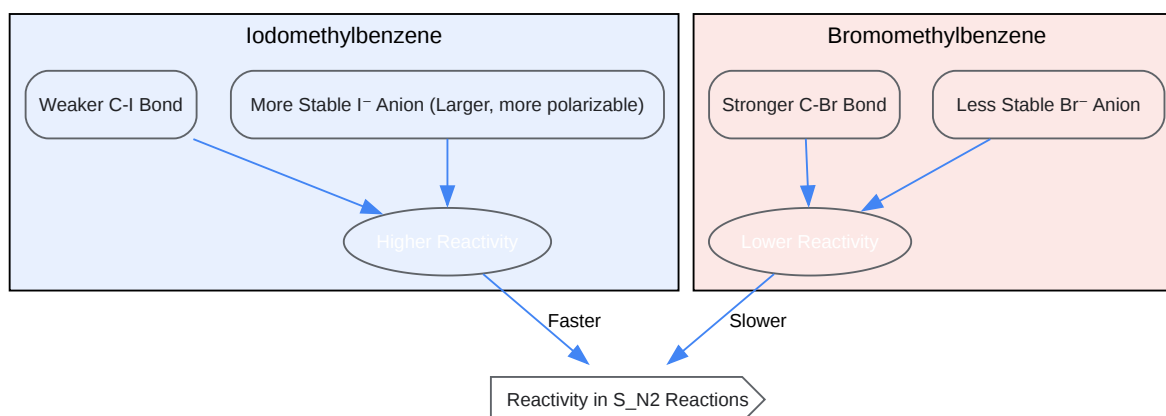 Iodomethylbenzene
Bromomethylbenzene
Weaker C-I Bond
More Stable I⁻ Anion (Larger, more polarizable)
Stronger C-Br Bond
Less Stable Br⁻ Anion
Higher Reactivity
Lower Reactivity
Faster
Slower
Reactivity in S_N2 Reactions